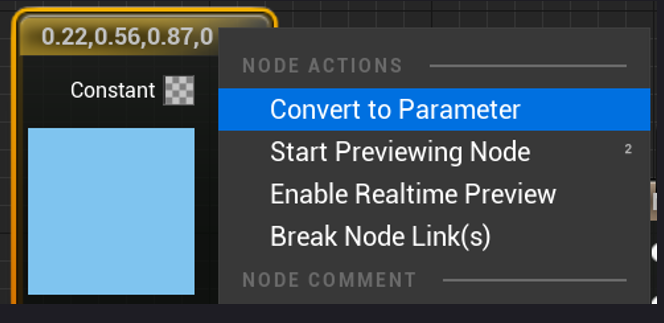 0.22,0.56,0.87,0
Constant
NODE ACTIONS
Convert to Parameter
Start Previewing Node 2
Enable Realtime Preview
Break Node Link(s)
NODE COMMENT